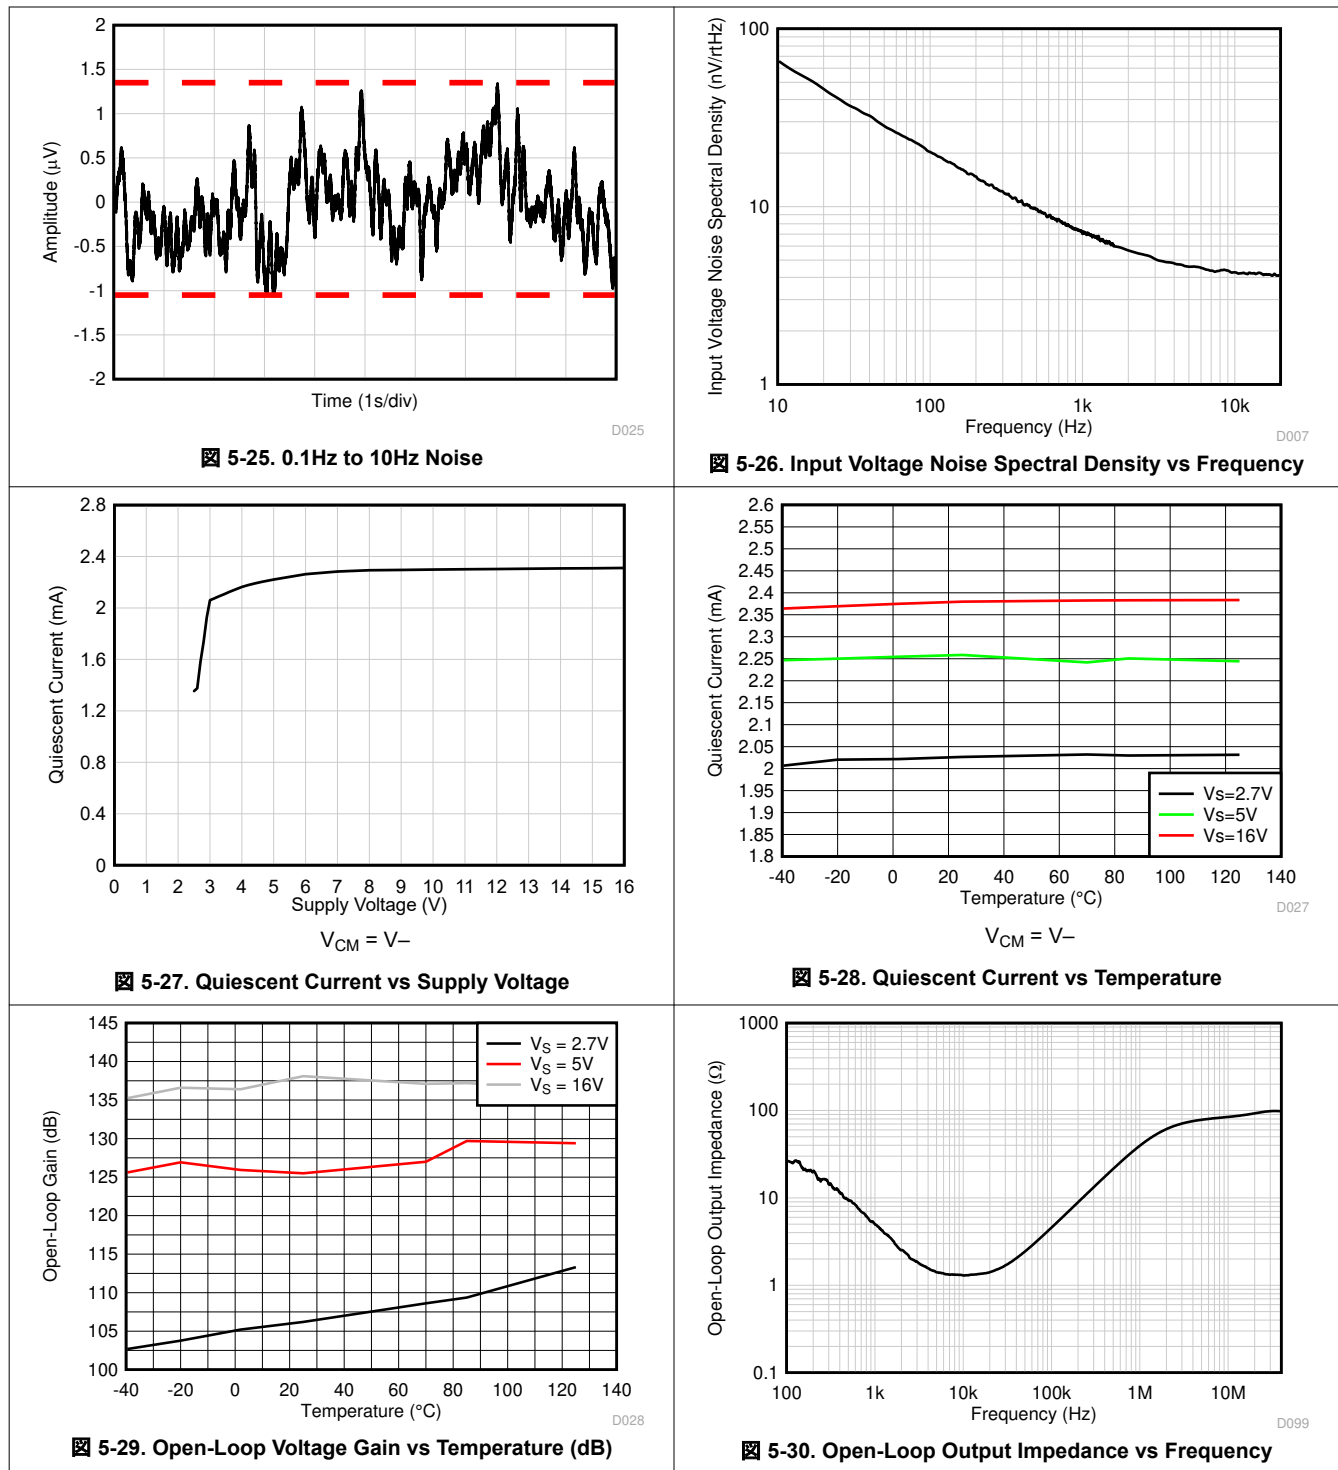 2
1.5
1
0.5
0
-0.5
-1
-1.5
-2
Amplitude (μV)
Time (1s/div)
D025
図 5-25. 0.1Hz to 10Hz Noise
100
10
1
10 100 1k 10k
Input Voltage Noise Spectral Density (nV/rtHz)
Frequency (Hz)
D007
図 5-26. Input Voltage Noise Spectral Density vs Frequency
2.8
2.4
2
1.6
1.2
0.8
0.4
0
0 1 2 3 4 5 6 7 8 9 10 11 12 13 14 15 16
Quiescent Current (mA)
Supply Voltage (V)
VCM = V–
図 5-27. Quiescent Current vs Supply Voltage
2.6
2.55
2.5
2.45
2.4
2.35
2.3
2.25
2.2
2.15
2.1
2.05
2
1.95
1.9
1.85
1.8
-40 -20 0 20 40 60 80 100 120 140
Quiescent Current (mA)
Vs=2.7V
Vs=5V
Vs=16V
Temperature (°C)
D027
VCM = V–
図 5-28. Quiescent Current vs Temperature
145
140
135
130
125
120
115
110
105
100
-40 -20 0 20 40 60 80 100 120 140
Open-Loop Gain (dB)
VS = 2.7V
VS = 5V
VS = 16V
Temperature (°C)
D028
図 5-29. Open-Loop Voltage Gain vs Temperature (dB)
1000
100
10
1
0.1
100 1k 10k 100k 1M 10M
Open-Loop Output Impedance (Ω)
Frequency (Hz)
D099
図 5-30. Open-Loop Output Impedance vs Frequency